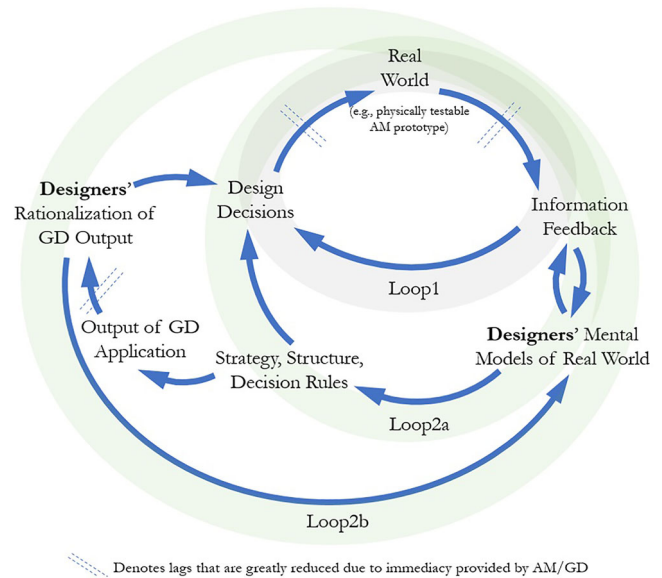 Real
World
(e.g., physically testable
AM prototype)
Designers’
Rationalization of
GD Output
Design
Decisions
Information
Feedback
Loop1
Output of GD
Application
Strategy, Structure,
Decision Rules
Designers’ Mental
Models of Real World
Loop2a
Loop2b
Denotes lags that are greatly reduced due to immediacy provided by AM/GD